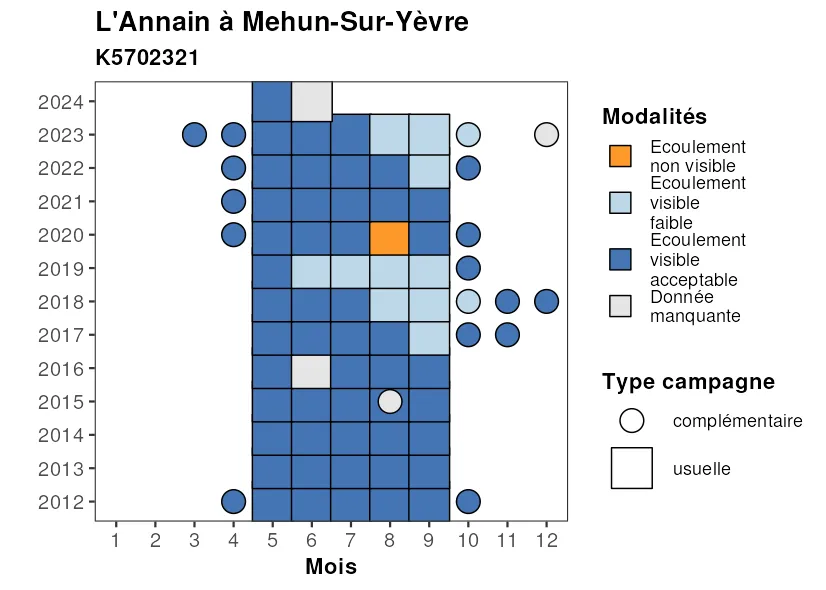 L'Annain à Mehun-Sur-Yèvre
K5702321
2024
2023
2022
2021
2020
2019
2018
2017
2016
2015
2014
2013
2012
1 2 3 4 5 6 7 8 9 10 11 12
Mois
Modalités
Ecoulement
non visible
Ecoulement
visible
faible
Ecoulement
visible
acceptable
Donnée
manquante
Type campagne
complémentaire
usuelle